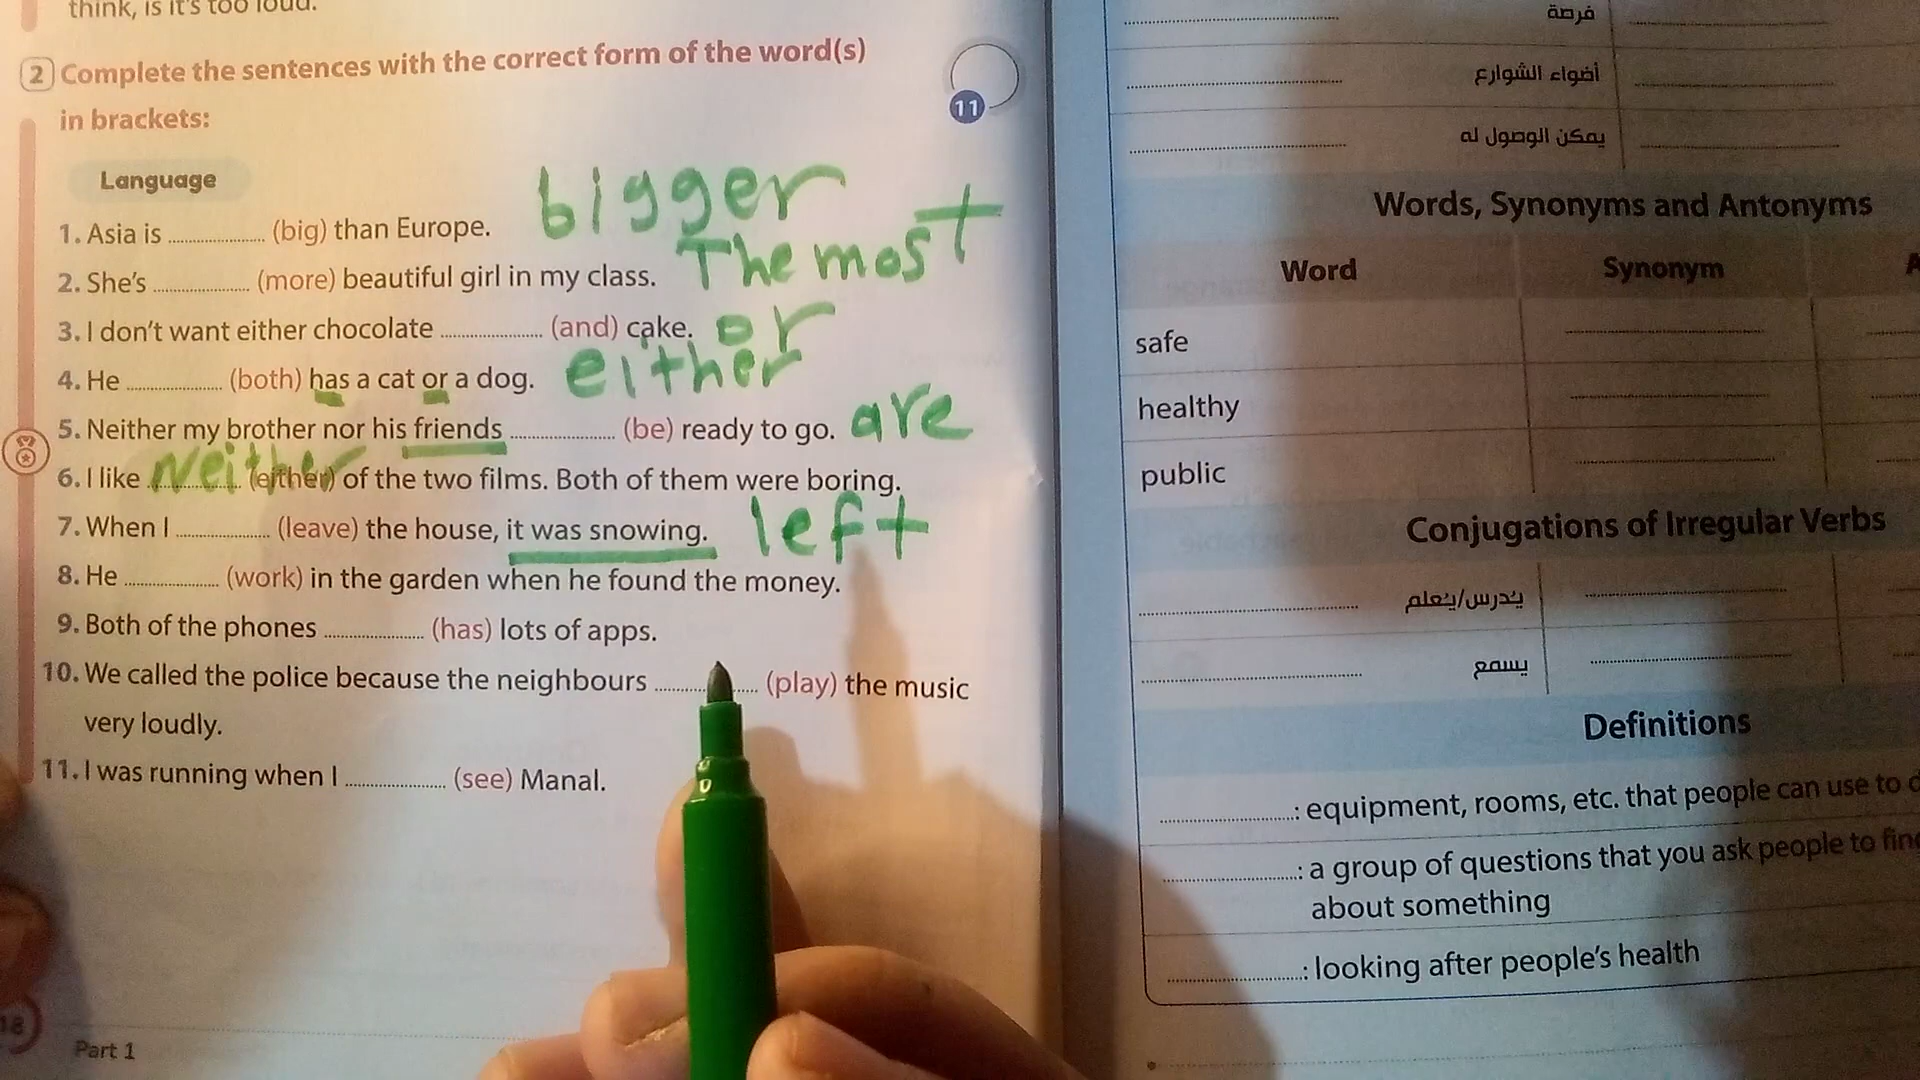 think, is it's too loud.
2 Complete the sentences with the correct form of the word(s)
in brackets:
11
Language
1. Asia is ........ (big) than Europe. bigger
2. She's ........ (more) beautiful girl in my class. The most
3. I don't want either chocolate ........ (and) cake. or
4. He ........ (both) has a cat or a dog. either
5. Neither my brother nor his friends ........ (be) ready to go. are
6. I like ........ (either) of the two films. Both of them were boring. Neither
7. When I ........ (leave) the house, it was snowing. left
8. He ........ (work) in the garden when he found the money.
9. Both of the phones ........ (has) lots of apps.
10. We called the police because the neighbours ........ (play) the music
very loudly.
11. I was running when I ........ (see) Manal.
18
Part 1
فرصة
أضواء الشوارع
يمكن الوصول له
Words, Synonyms and Antonyms
Word Synonym A
safe
healthy
public
Conjugations of Irregular Verbs
يدرس/يعلم
يسمع
Definitions
........: equipment, rooms, etc. that people can use to d
........: a group of questions that you ask people to find
about something
........: looking after people's health